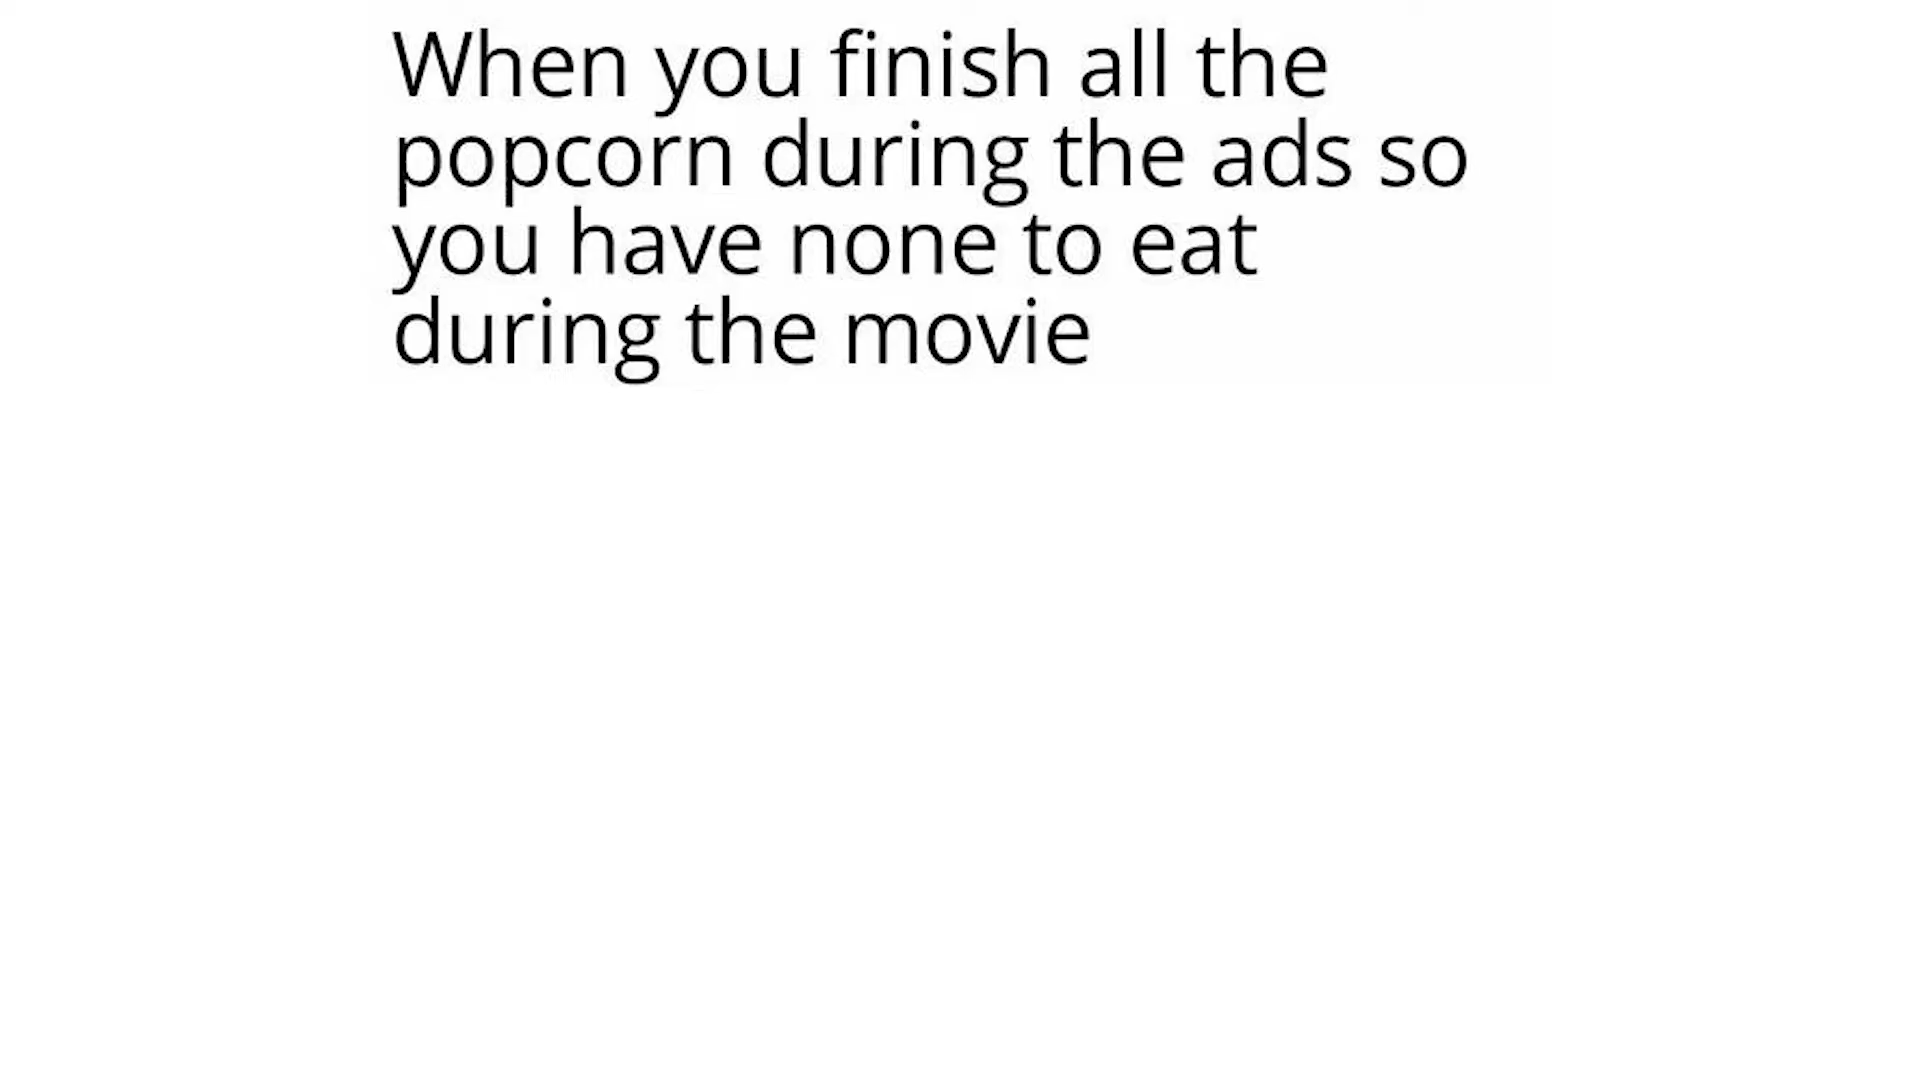 When you finish all the
popcorn during the ads so
you have none to eat
during the movie